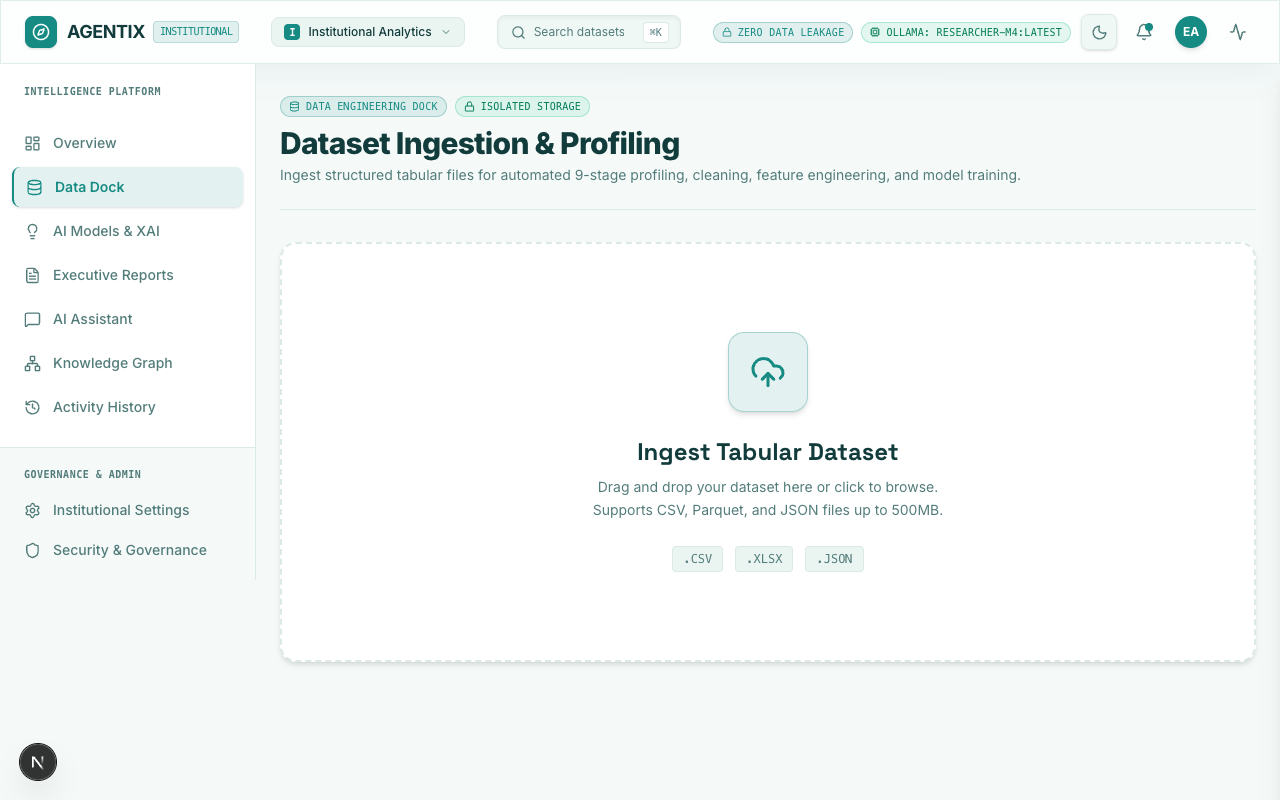 AGENTIX INSTITUTIONAL
I Institutional Analytics
Search datasets ⌘K
ZERO DATA LEAKAGE
OLLAMA: RESEARCHER-M4:LATEST
EA
INTELLIGENCE PLATFORM
Overview
Data Dock
AI Models & XAI
Executive Reports
AI Assistant
Knowledge Graph
Activity History
GOVERNANCE & ADMIN
Institutional Settings
Security & Governance
N
DATA ENGINEERING DOCK
ISOLATED STORAGE
Dataset Ingestion & Profiling
Ingest structured tabular files for automated 9-stage profiling, cleaning, feature engineering, and model training.
Ingest Tabular Dataset
Drag and drop your dataset here or click to browse.
Supports CSV, Parquet, and JSON files up to 500MB.
.CSV .XLSX .JSON